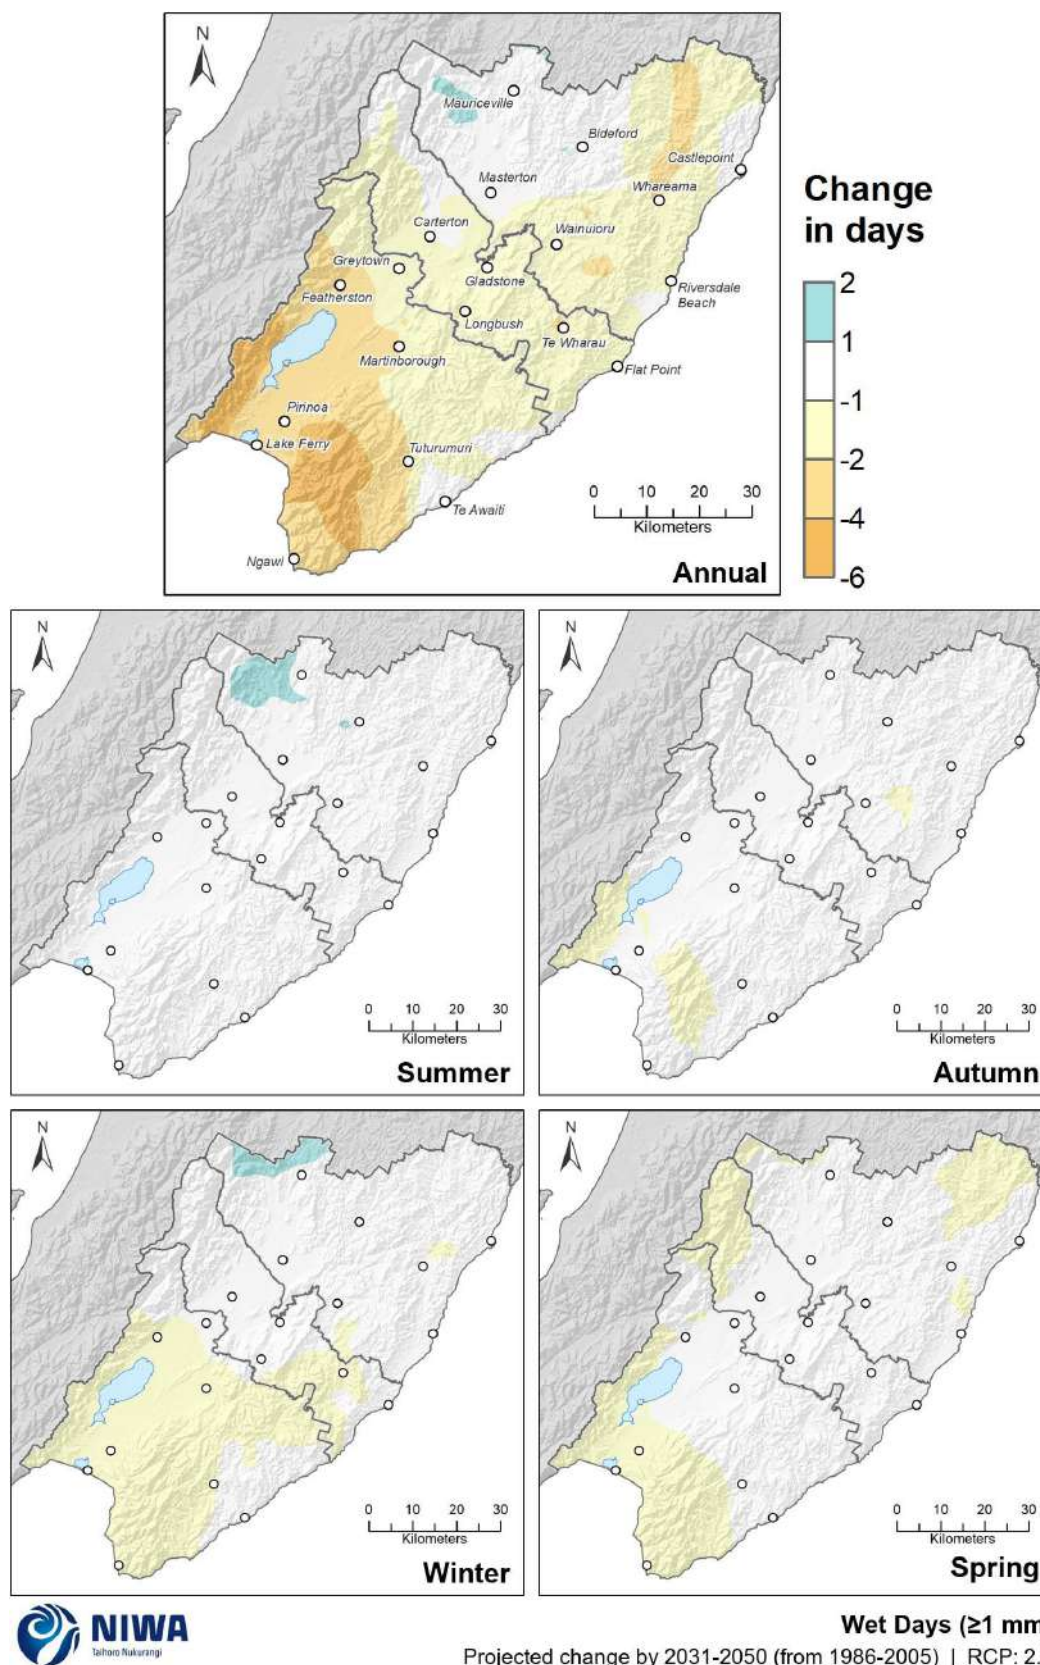 N
Mauriceville
Bideford
Castlepoint
Masterton
Whareama
Carterton
Wainuioru
Greytown
Gladstone
Featherston
Riversdale
Beach
Longbush
Te Wharau
Martinborough
Flat Point
Pirinoa
Lake Ferry
Tuturumuri
Te Awaiti
Ngawi
0 10 20 30
Kilometers
Annual
Change
in days
2
1
-1
-2
-4
-6
N
0 10 20 30
Kilometers
Summer
N
0 10 20 30
Kilometers
Autumn
N
0 10 20 30
Kilometers
Winter
N
0 10 20 30
Kilometers
Spring
NIWA
Taihoro Nukurangi
Wet Days (≥1 mm
Projected change by 2031-2050 (from 1986-2005) | RCP: 2.